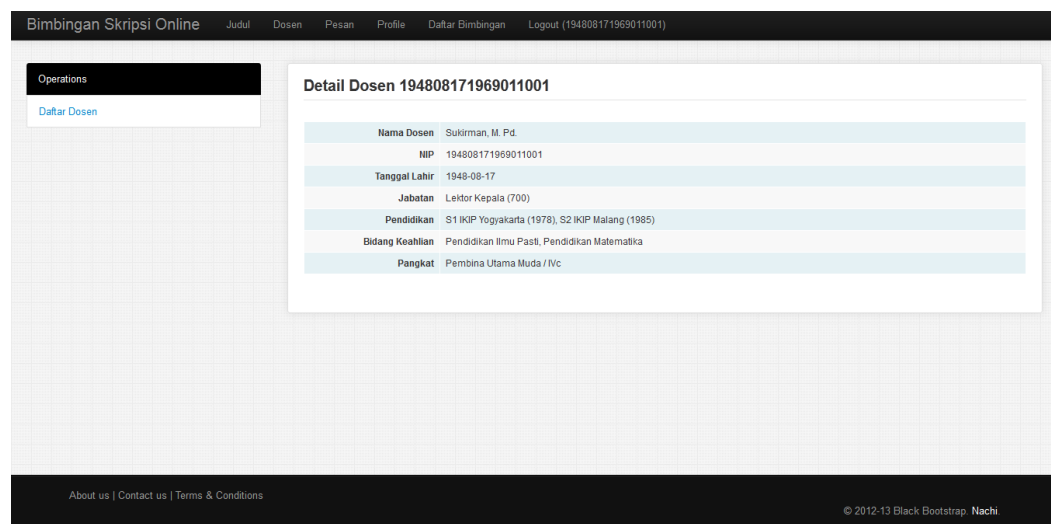 Bimbingan Skripsi Online Judul Dosen Pesan Profile Daftar Bimbingan Logout (194808171969011001)
Operations
Daftar Dosen
Detail Dosen 194808171969011001
Nama Dosen Sukirman, M. Pd.
NIP 194808171969011001
Tanggal Lahir 1948-08-17
Jabatan Lektor Kepala (700)
Pendidikan S1 IKIP Yogyakarta (1978), S2 IKIP Malang (1985)
Bidang Keahlian Pendidikan Ilmu Pasti, Pendidikan Matematika
Pangkat Pembina Utama Muda / IVc
About us | Contact us | Terms & Conditions
© 2012-13 Black Bootstrap. Nachi.